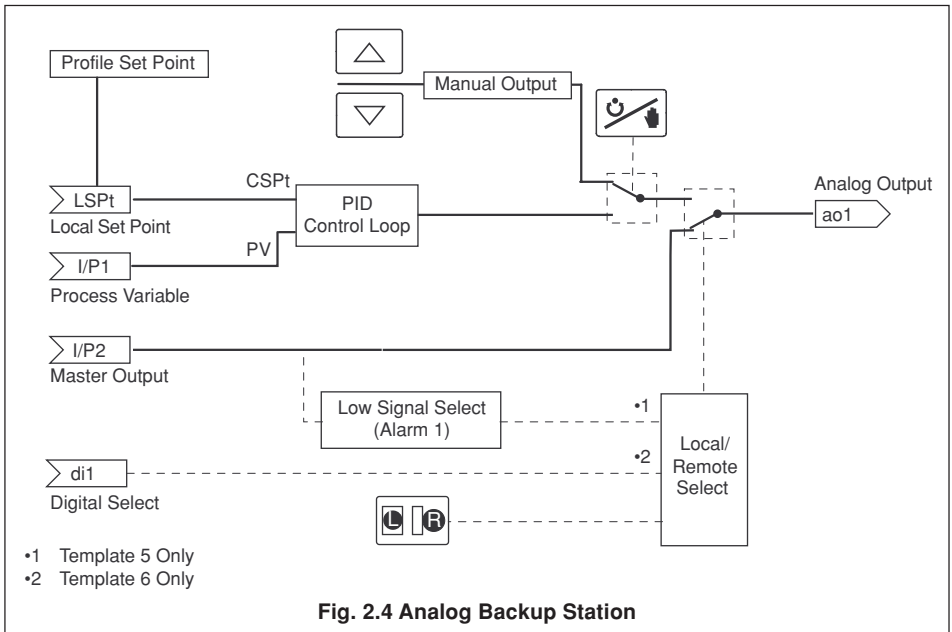 Profile Set Point
Manual Output
CSPt
LSPt
Local Set Point
PID
Control Loop
Analog Output
ao1
PV
I/P1
Process Variable
I/P2
Master Output
Low Signal Select
(Alarm 1)
•1
•2
Local/
Remote
Select
di1
Digital Select
L R
•1 Template 5 Only
•2 Template 6 Only
Fig. 2.4 Analog Backup Station